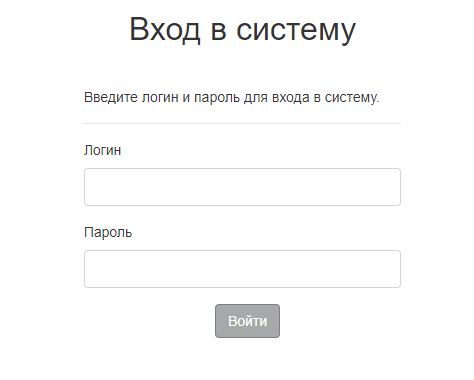 Вход в систему
Введите логин и пароль для входа в систему.
Логин
Пароль
Войти